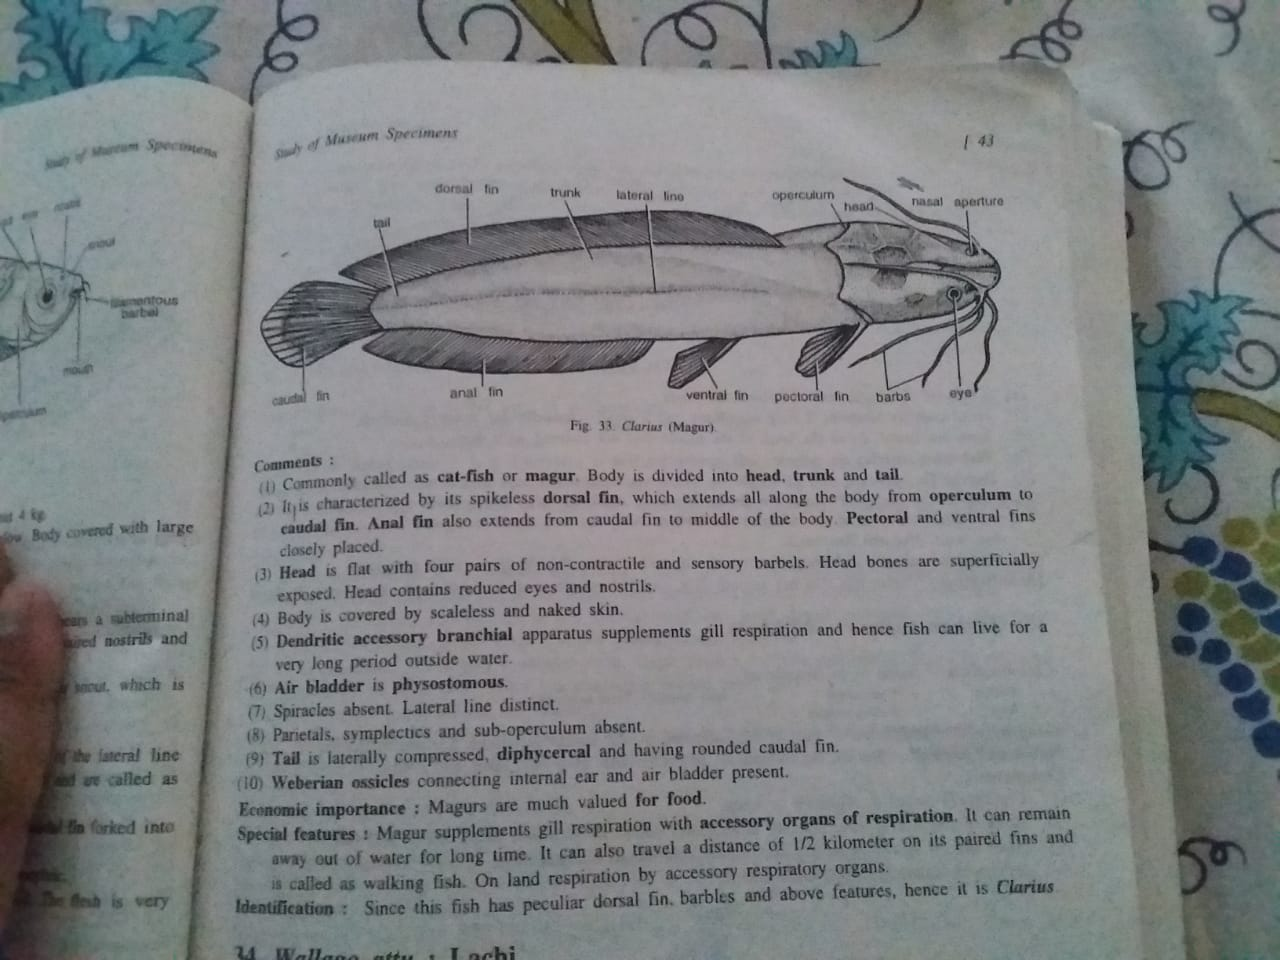 Study of Museum Specimens
snout
filamentous
barbel
mouth
Body covered with large
a subterminal
nostrils and
snout, which is
the lateral line
and are called as
fin forked into
The flesh is very
Study of Museum Specimens
[ 43
dorsal fin
trunk
lateral line
operculum
head
nasal aperture
tail
caudal fin
anal fin
ventral fin
pectoral fin
barbs
eye
Fig. 33. Clarius (Magur).
Comments :
(1) Commonly called as cat-fish or magur. Body is divided into head, trunk and tail.
(2) It is characterized by its spikeless dorsal fin, which extends all along the body from operculum to
caudal fin. Anal fin also extends from caudal fin to middle of the body. Pectoral and ventral fins
closely placed.
(3) Head is flat with four pairs of non-contractile and sensory barbels. Head bones are superficially
exposed. Head contains reduced eyes and nostrils.
(4) Body is covered by scaleless and naked skin.
(5) Dendritic accessory branchial apparatus supplements gill respiration and hence fish can live for a
very long period outside water.
(6) Air bladder is physostomous.
(7) Spiracles absent. Lateral line distinct.
(8) Parietals, symplectics and sub-operculum absent.
(9) Tail is laterally compressed, diphycercal and having rounded caudal fin.
(10) Weberian ossicles connecting internal ear and air bladder present.
Economic importance : Magurs are much valued for food.
Special features : Magur supplements gill respiration with accessory organs of respiration. It can remain
away out of water for long time. It can also travel a distance of 1/2 kilometer on its paired fins and
is called as walking fish. On land respiration by accessory respiratory organs.
Identification : Since this fish has peculiar dorsal fin, barbles and above features, hence it is Clarius
34. Wallago attu : Lachi